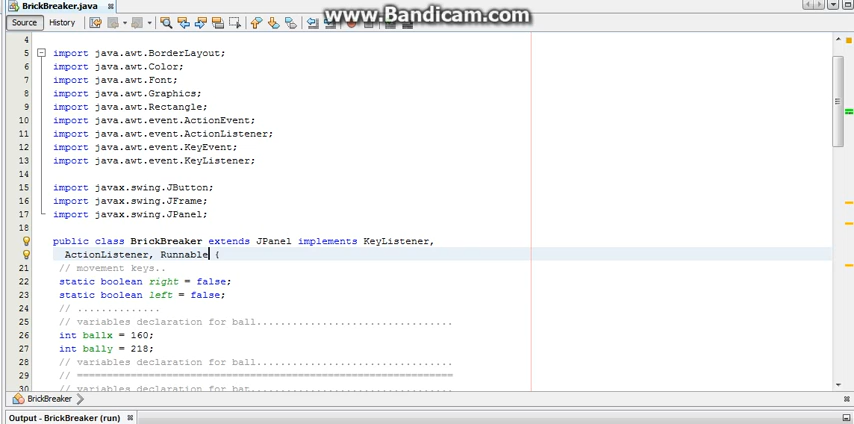 BrickBreaker.java
www.Bandicam.com
Source History
4
5 import java.awt.BorderLayout;
6 import java.awt.Color;
7 import java.awt.Font;
8 import java.awt.Graphics;
9 import java.awt.Rectangle;
10 import java.awt.event.ActionEvent;
11 import java.awt.event.ActionListener;
12 import java.awt.event.KeyEvent;
13 import java.awt.event.KeyListener;
14
15 import javax.swing.JButton;
16 import javax.swing.JFrame;
17 import javax.swing.JPanel;
18
public class BrickBreaker extends JPanel implements KeyListener,
ActionListener, Runnable {
21 // movement keys..
22 static boolean right = false;
23 static boolean left = false;
24 // ..............
25 // variables declaration for ball.................................
26 int ballx = 160;
27 int bally = 218;
28 // variables declaration for ball.................................
29 // ===============================================================
30 // variables declaration for bat..................................
BrickBreaker
Output - BrickBreaker (run)